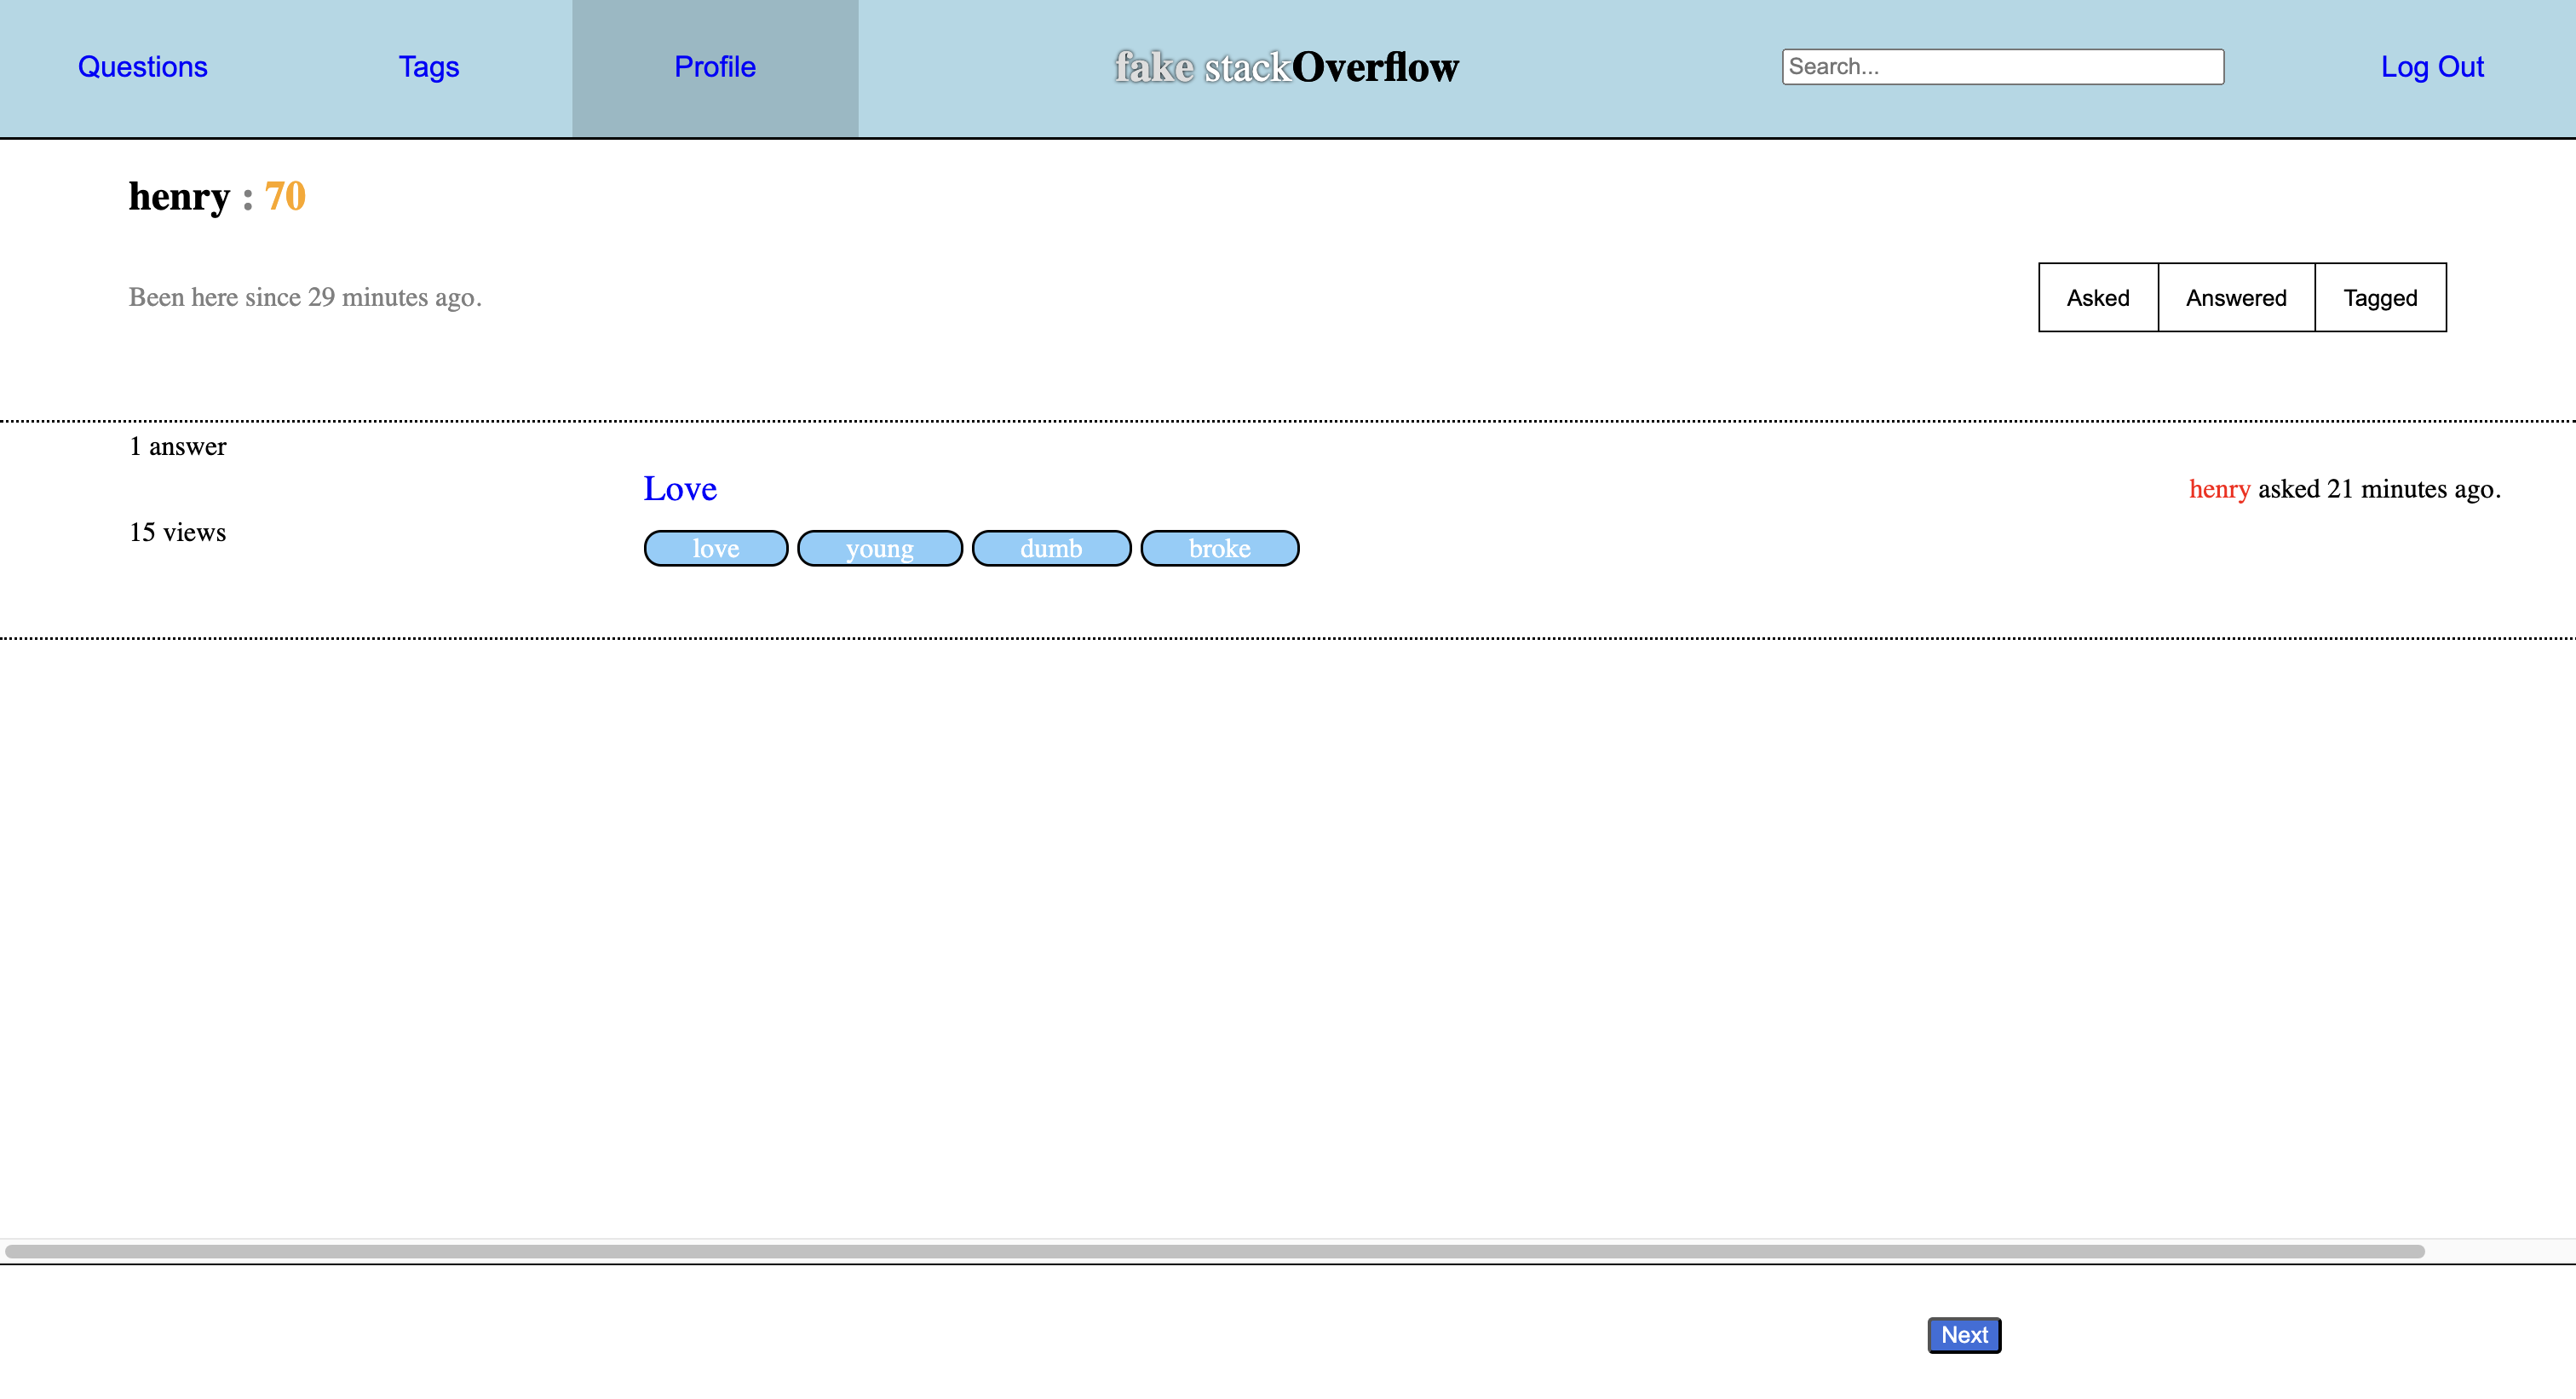 Questions Tags Profile fake stackOverflow Search... Log Out
henry : 70
Been here since 29 minutes ago. Asked Answered Tagged
1 answer
Love henry asked 21 minutes ago.
15 views
love young dumb broke
Next